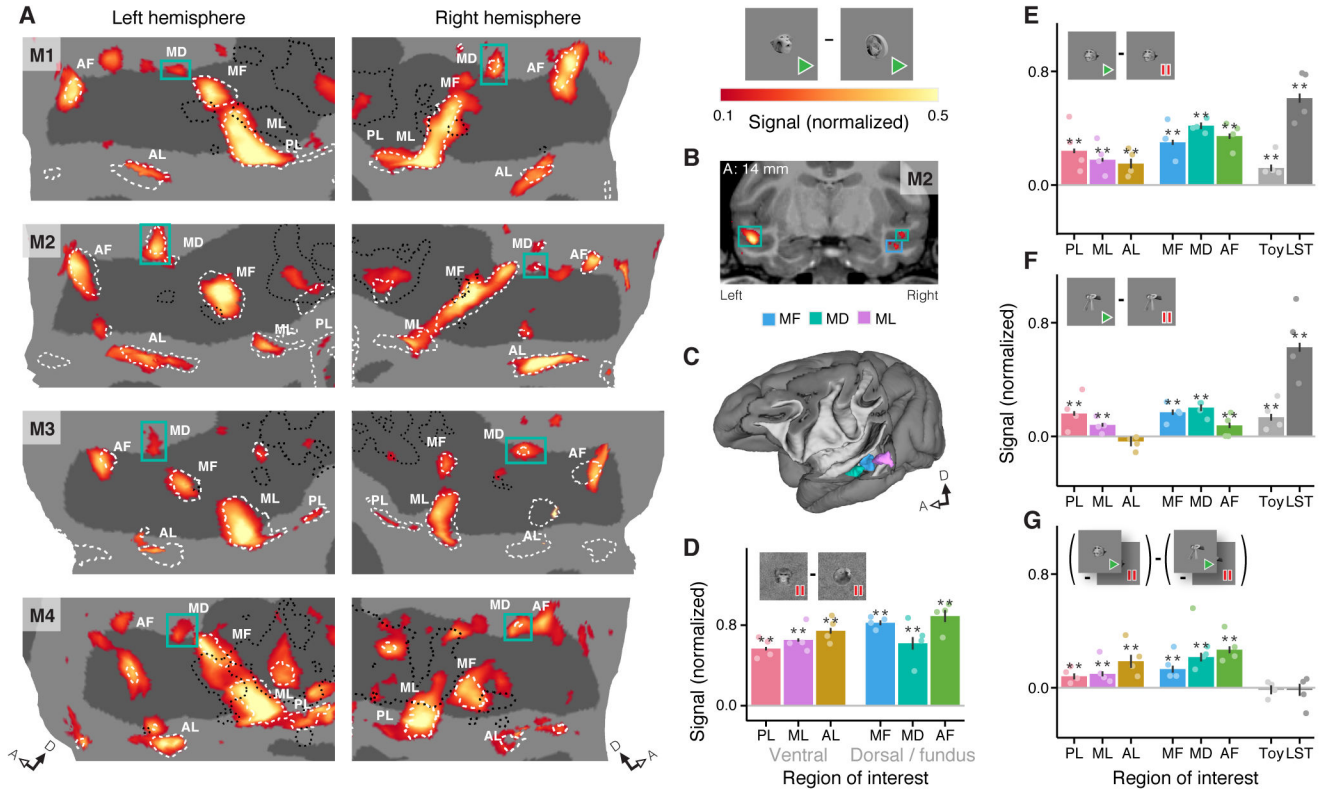 A
Left hemisphere
Right hemisphere
M1
AF
MD
MF
ML
PL
AL
MD
AF
MF
PL
ML
AL
M2
AF
MD
MF
ML
PL
AL
MD
AF
MF
ML
AL
M3
AF
MD
MF
ML
PL
AL
MD
AF
MF
PL
ML
AL
M4
AF
MD
MF
ML
PL
AL
MD
AF
MF
ML
PL
AL
A
D
D
A
0.1
0.5
Signal (normalized)
B
A: 14 mm
M2
Left
Right
MF
MD
ML
C
D
A
D
Signal (normalized)
0.8
0.0
**
**
**
**
**
**
PL
ML
AL
MF
MD
AF
Ventral
Dorsal / fundus
Region of interest
E
0.8
0.0
**
**
**
**
**
**
**
**
PL
ML
AL
MF
MD
AF
Toy
LST
F
Signal (normalized)
0.8
0.0
**
**
**
**
**
**
**
PL
ML
AL
MF
MD
AF
Toy
LST
G
0.8
0.0
**
**
**
**
**
**
PL
ML
AL
MF
MD
AF
Toy
LST
Region of interest